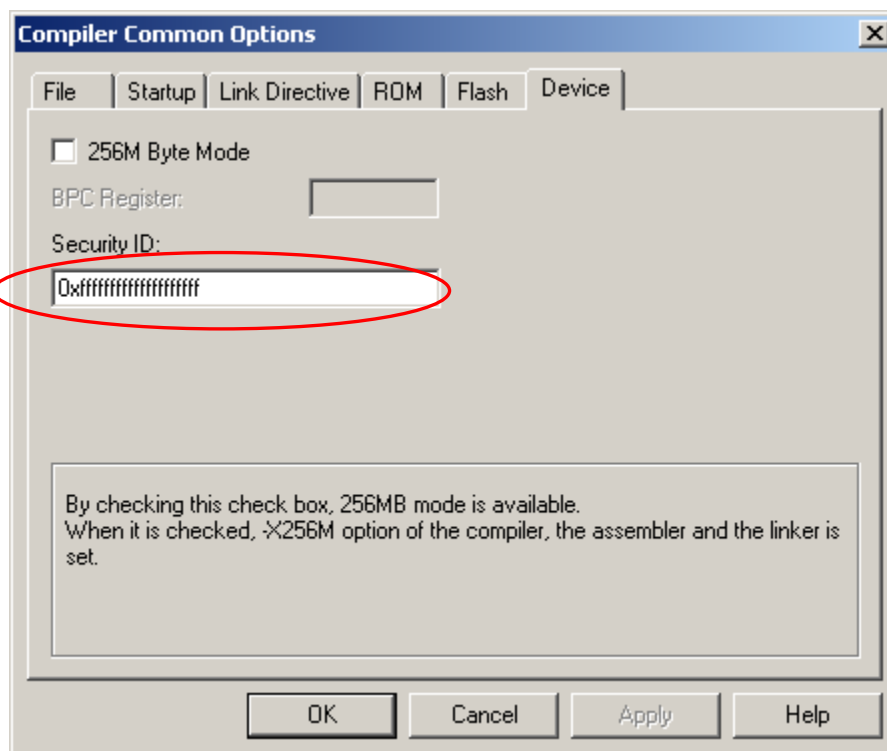 Compiler Common Options
File Startup Link Directive ROM Flash Device
256M Byte Mode
BPC Register:
Security ID:
0xffffffffffffffffffff
By checking this check box, 256MB mode is available.
When it is checked, -X256M option of the compiler, the assembler and the linker is
set.
OK Cancel Apply Help